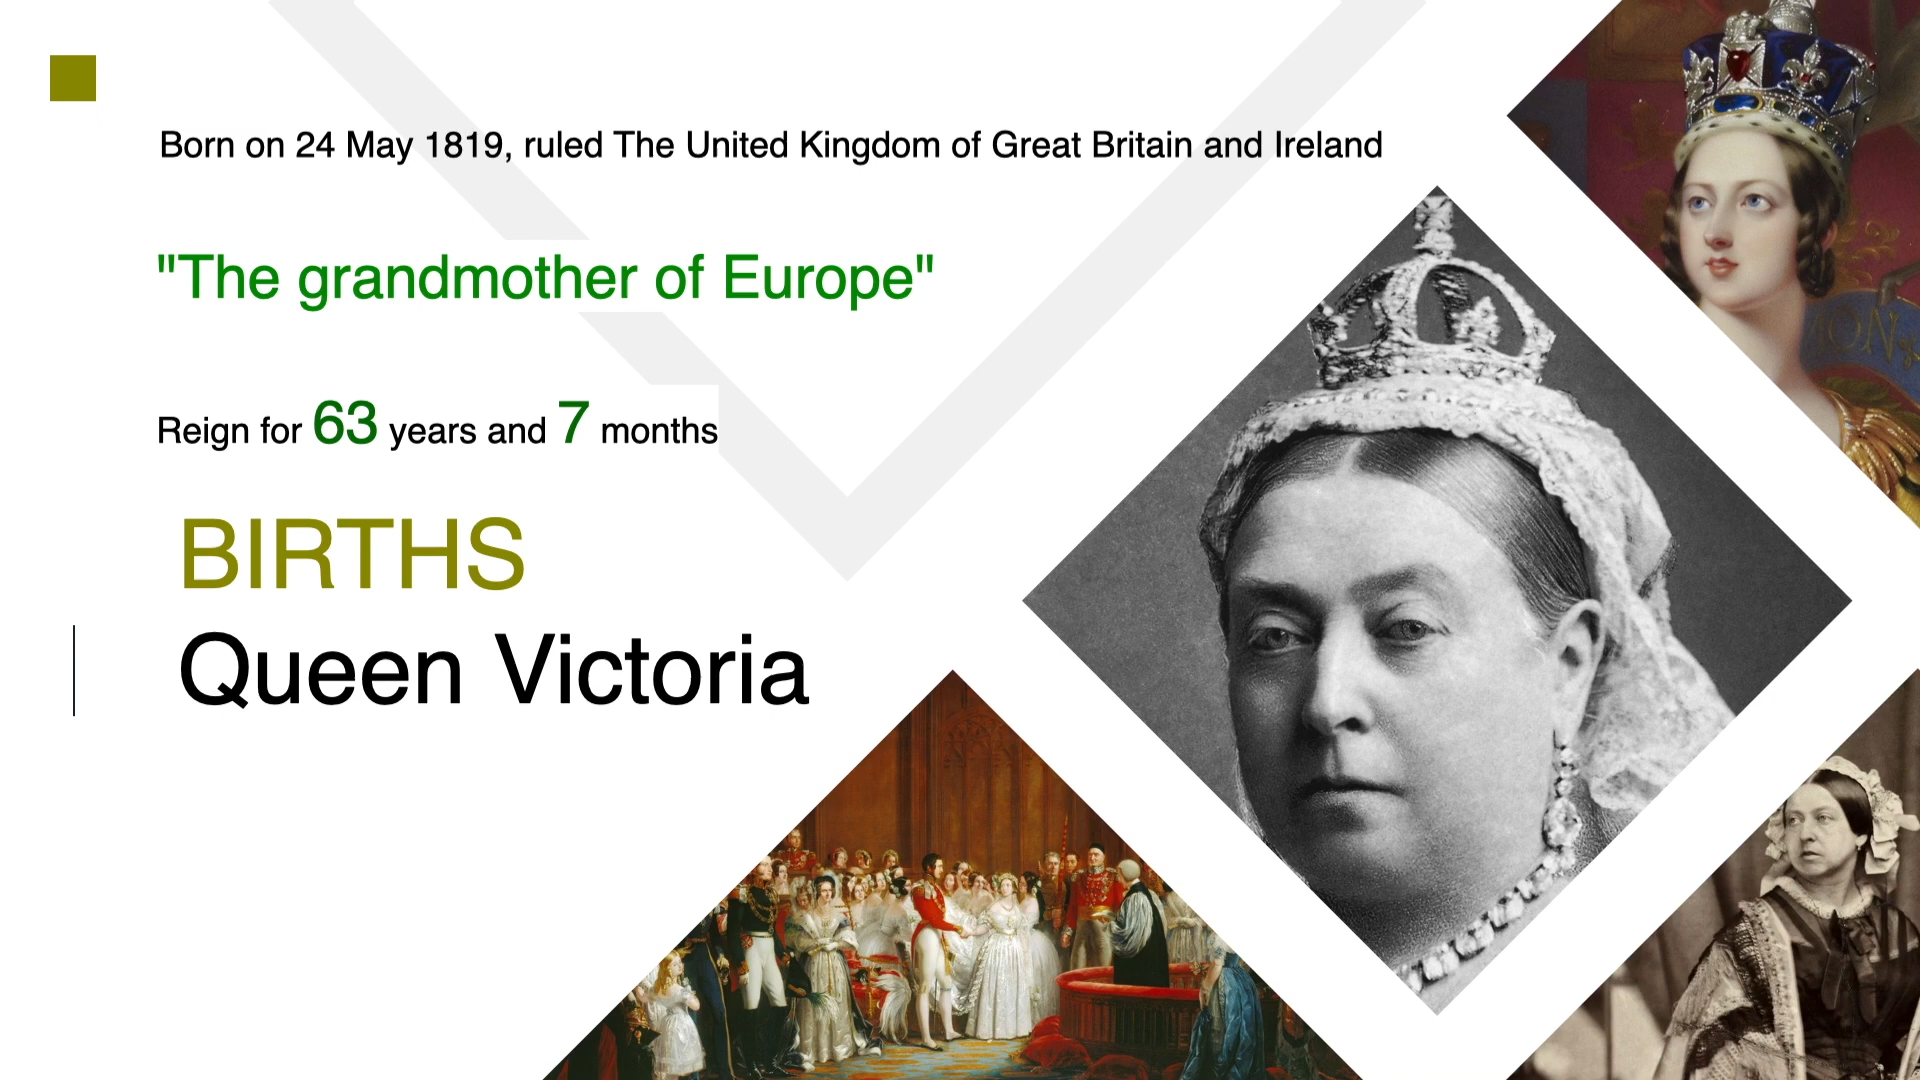 Born on 24 May 1819, ruled The United Kingdom of Great Britain and Ireland
"The grandmother of Europe"
Reign for 63 years and 7 months
BIRTHS
Queen Victoria